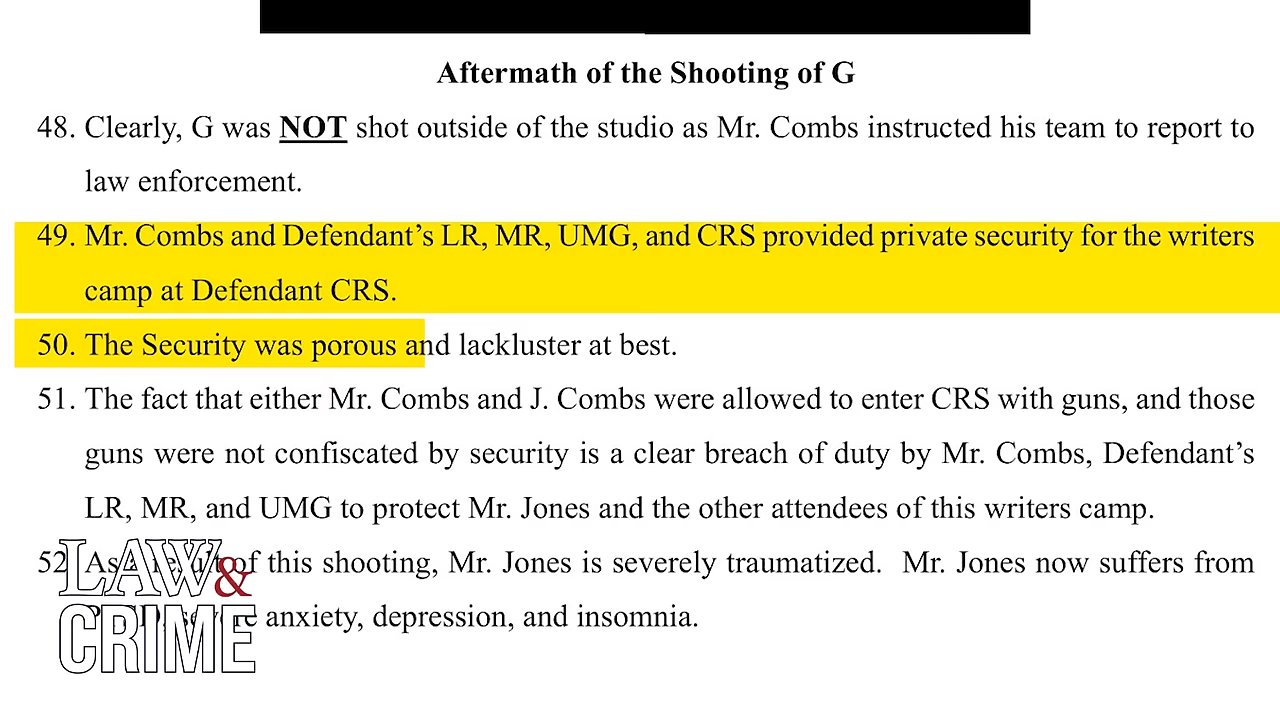 Aftermath of the Shooting of G
48. Clearly, G was NOT shot outside of the studio as Mr. Combs instructed his team to report to
law enforcement.
49. Mr. Combs and Defendant's LR, MR, UMG, and CRS provided private security for the writers
camp at Defendant CRS.
50. The Security was porous and lackluster at best.
51. The fact that either Mr. Combs and J. Combs were allowed to enter CRS with guns, and those
guns were not confiscated by security is a clear breach of duty by Mr. Combs, Defendant's
LR, MR, and UMG to protect Mr. Jones and the other attendees of this writers camp.
52. As a result of this shooting, Mr. Jones is severely traumatized. Mr. Jones now suffers from
PTSD, severe anxiety, depression, and insomnia.
LAW&
CRIME